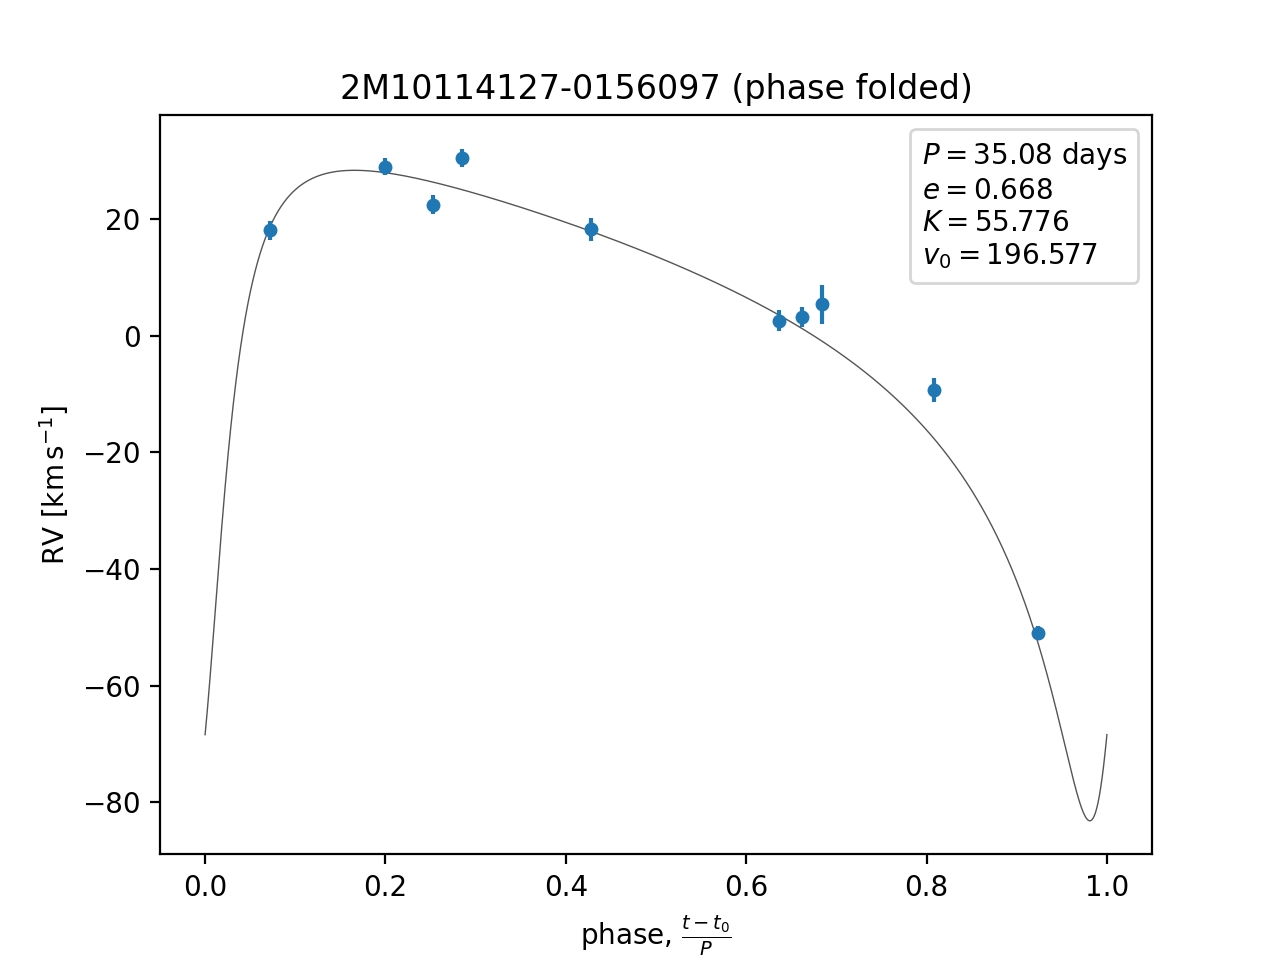 2M10114127-0156097 (phase folded)
P = 35.08 days
e = 0.668
K = 55.776
v₀ = 196.577
20
0
−20
−40
−60
−80
RV [km s⁻¹]
0.0 0.2 0.4 0.6 0.8 1.0
phase, (t − t₀)/P